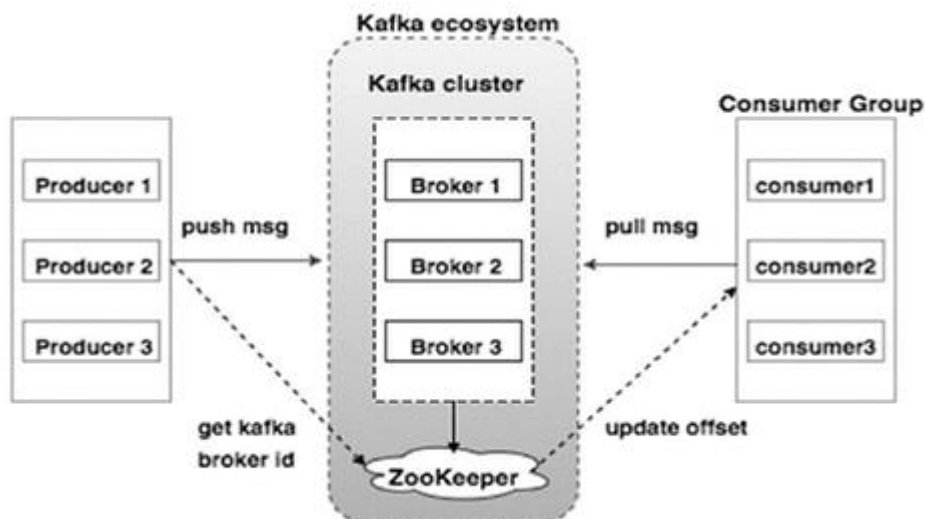 Kafka ecosystem
Kafka cluster
Consumer Group
Producer 1
Producer 2
Producer 3
push msg
Broker 1
Broker 2
Broker 3
pull msg
consumer1
consumer2
consumer3
get kafka
broker id
ZooKeeper
update offset